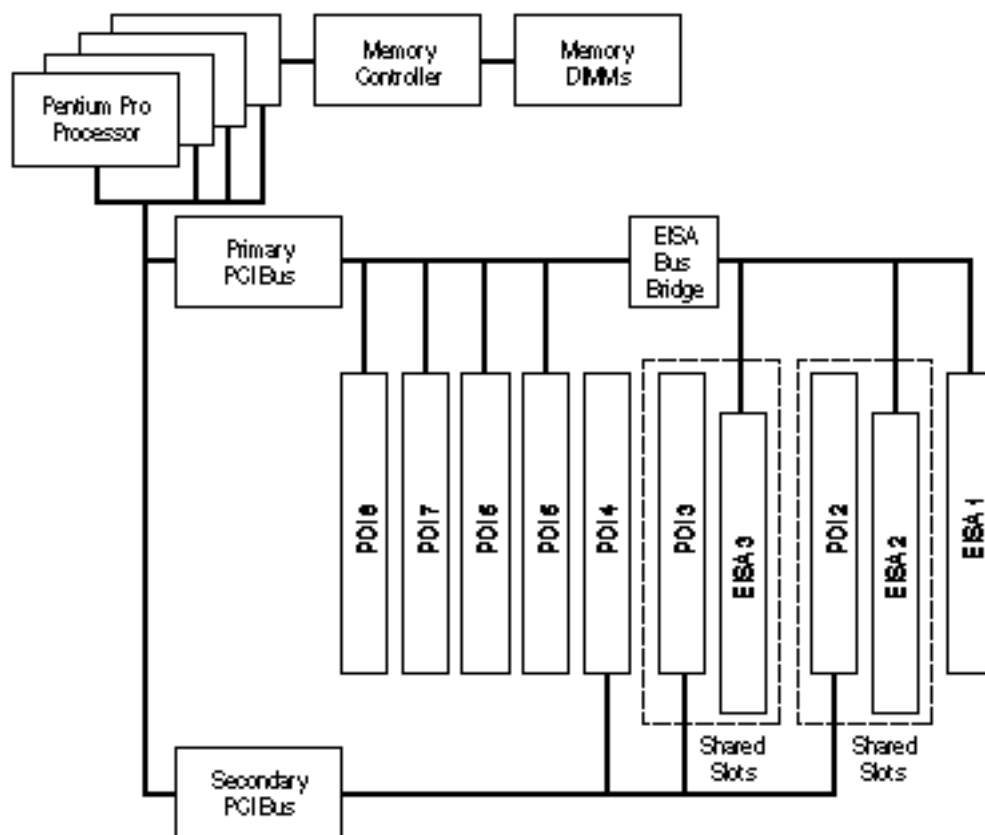 Memory
Controller
Memory
DIMMs
Pentium Pro
Processor
Primary
PCI Bus
EISA
Bus
Bridge
PCI 8
PCI 7
PCI 6
PCI 5
PCI 4
PCI 3
EISA 3
PCI 2
EISA 2
EISA 1
Shared
Slots
Shared
Slots
Secondary
PCI Bus